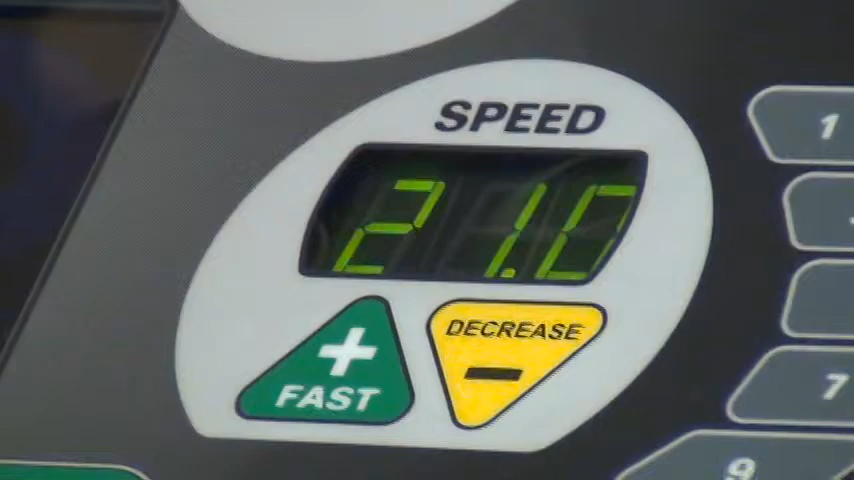 SPEED
21.0
+
FAST
DECREASE
-
1
7
9